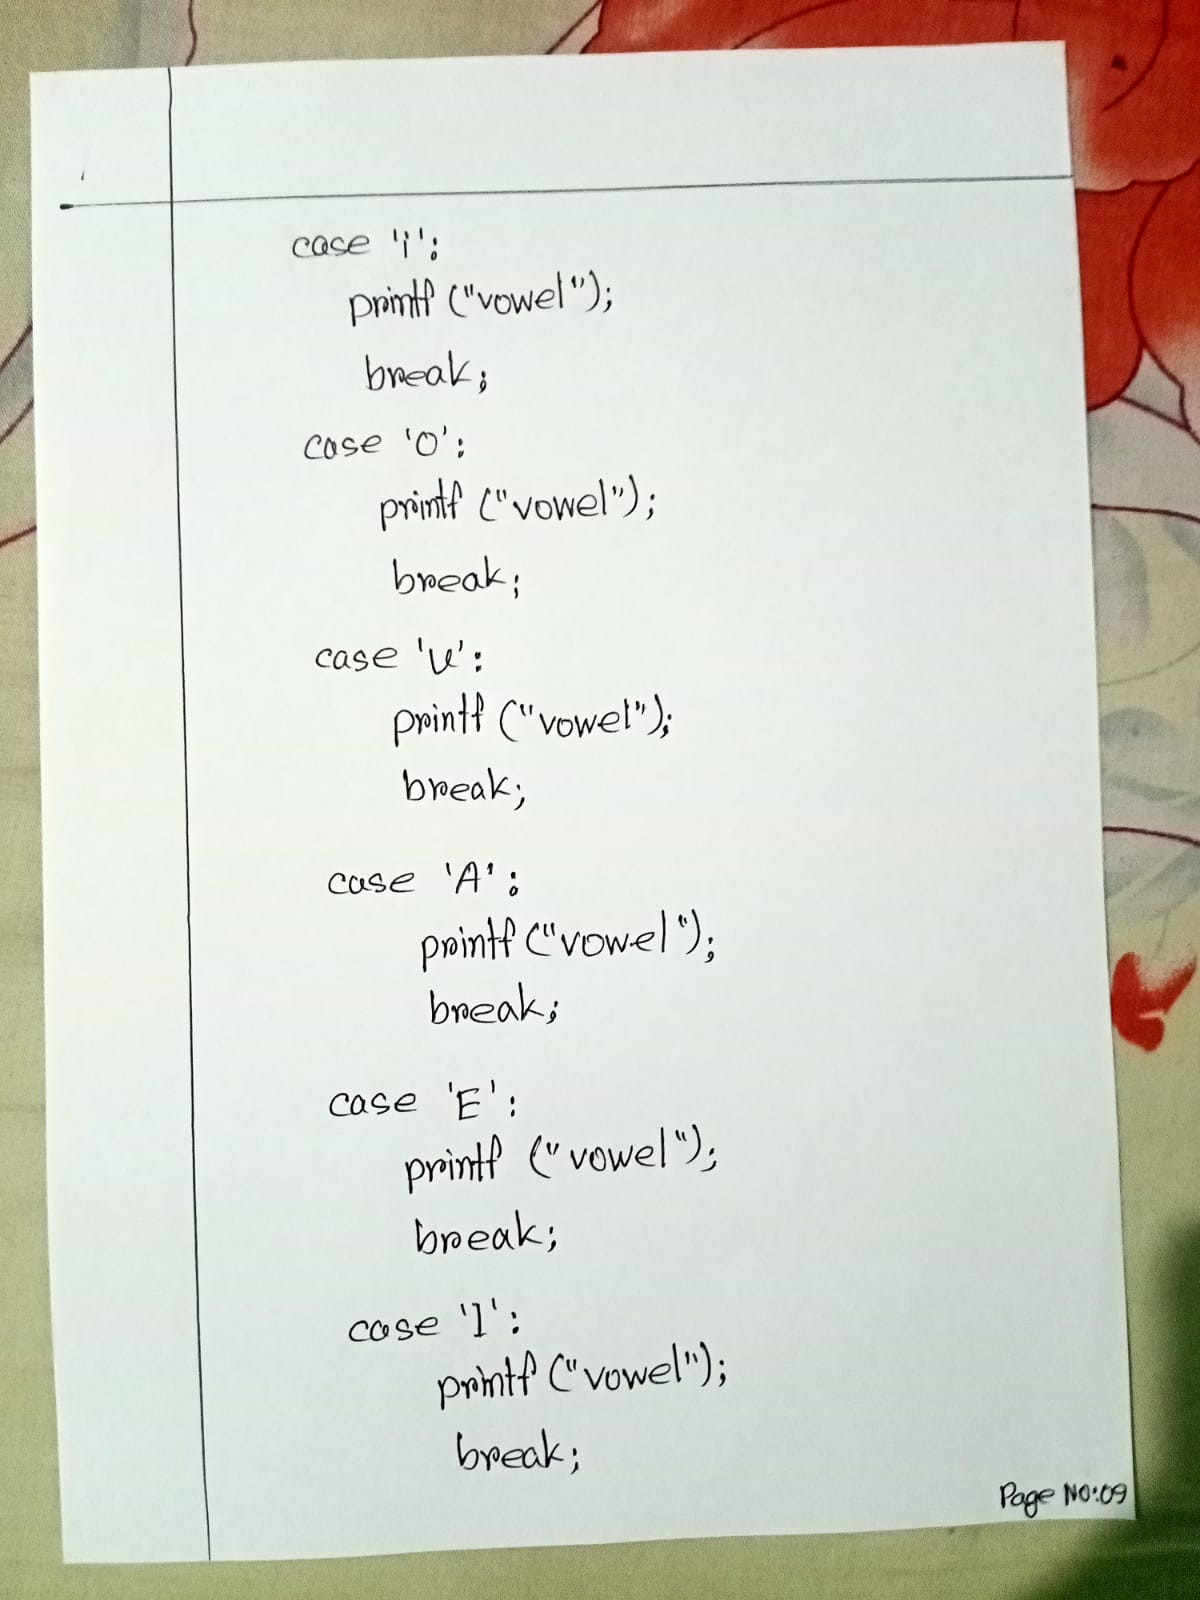 case 'i':
printf ("vowel");
break;
case 'o':
printf ("vowel");
break;
case 'u':
printf ("vowel");
break;
case 'A':
printf ("vowel");
break;
case 'E':
printf ("vowel");
break;
case 'I':
printf ("vowel");
break;
Page No:09